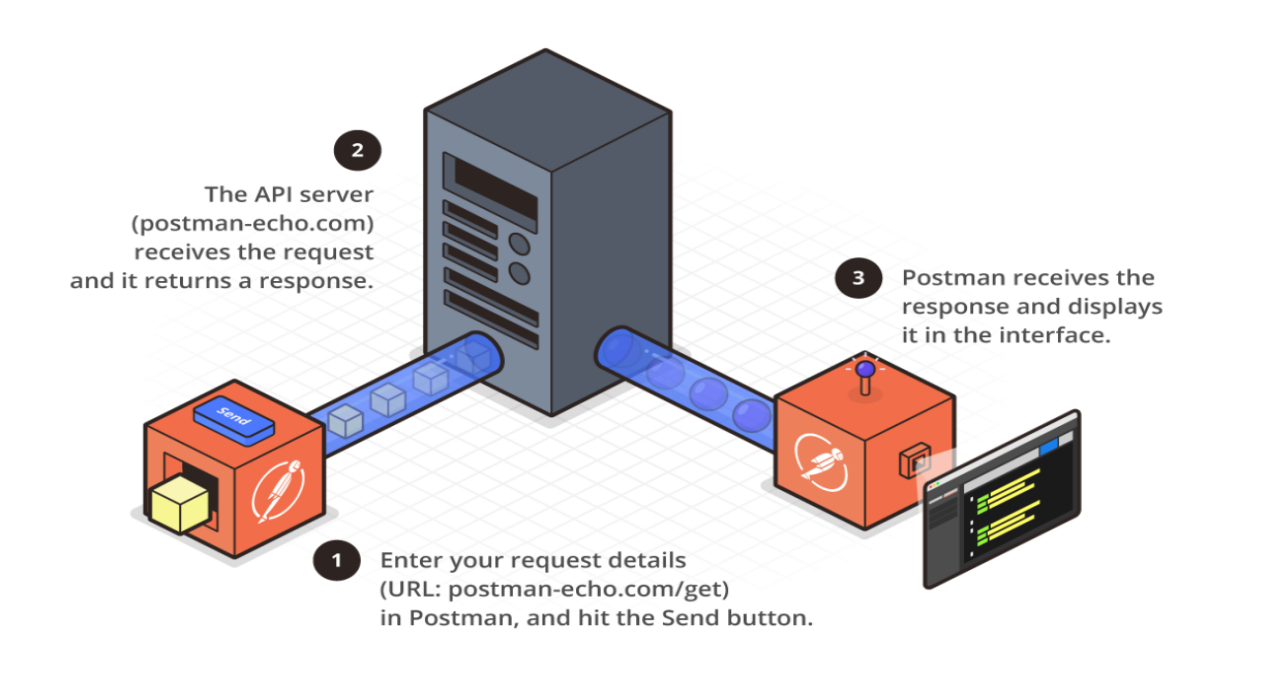 2
The API server
(postman-echo.com)
receives the request
and it returns a response.
3
Postman receives the
response and displays
it in the interface.
Send
1
Enter your request details
(URL: postman-echo.com/get)
in Postman, and hit the Send button.